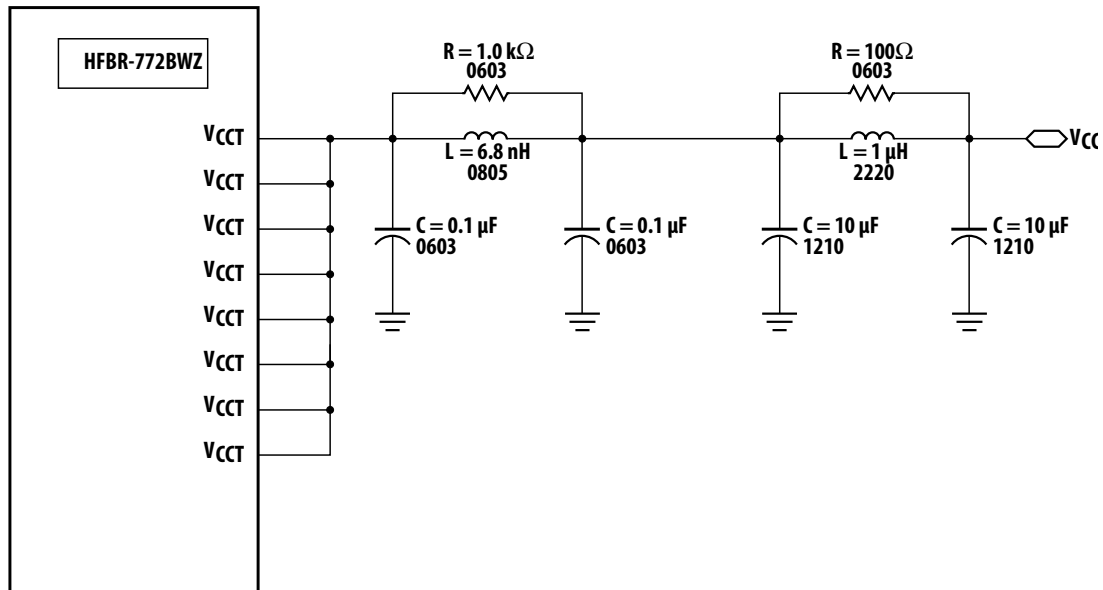 HFBR-772BWZ
R = 1.0 kΩ
0603
R = 100Ω
0603
VCCT
L = 6.8 nH
0805
L = 1 µH
2220
VCC
VCCT
VCCT
C = 0.1 µF
0603
C = 0.1 µF
0603
C = 10 µF
1210
C = 10 µF
1210
VCCT
VCCT
VCCT
VCCT
VCCT